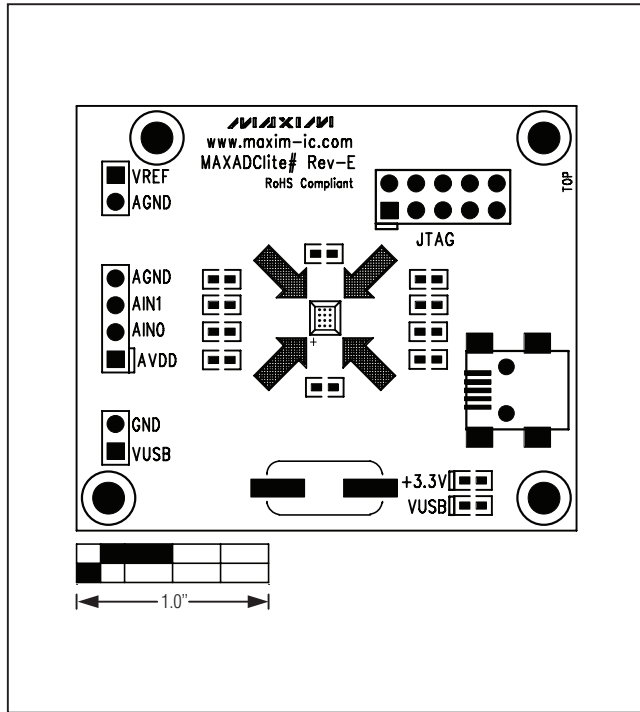 MAXIM
www.maxim-ic.com
MAXADClite# Rev-E
RoHS Compliant
TOP
VREF
AGND
JTAG
AGND
AIN1
AIN0
AVDD
+
GND
VUSB
+3.3V
VUSB
1.0"